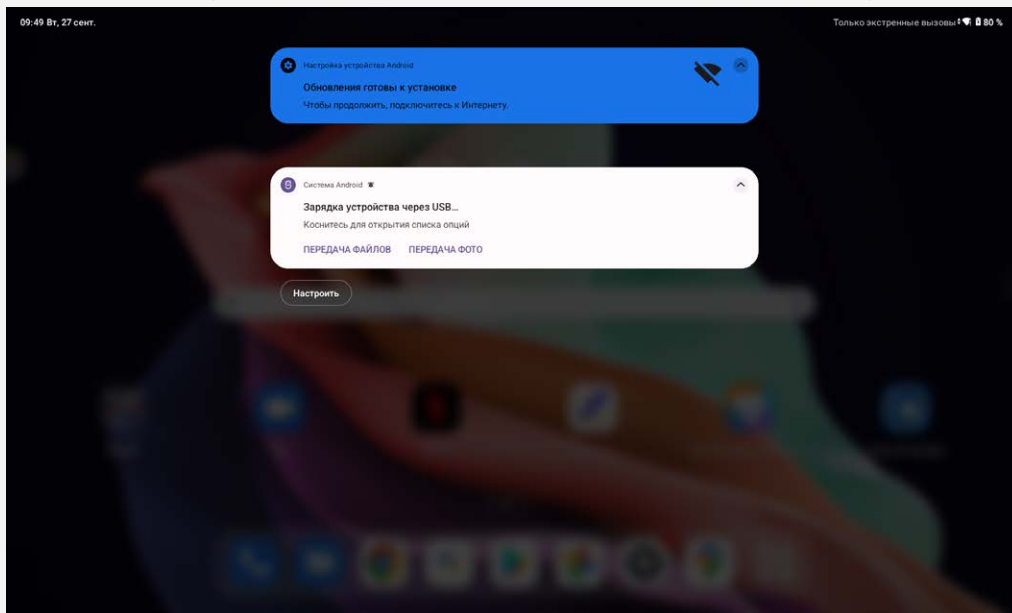 09:49 Вт, 27 сент.
Только экстренные вызовы 80 %
Настройка устройства Android
Обновления готовы к установке
Чтобы продолжить, подключитесь к Интернету.
Система Android
Зарядка устройства через USB...
Коснитесь для открытия списка опций
ПЕРЕДАЧА ФАЙЛОВ ПЕРЕДАЧА ФОТО
Настроить